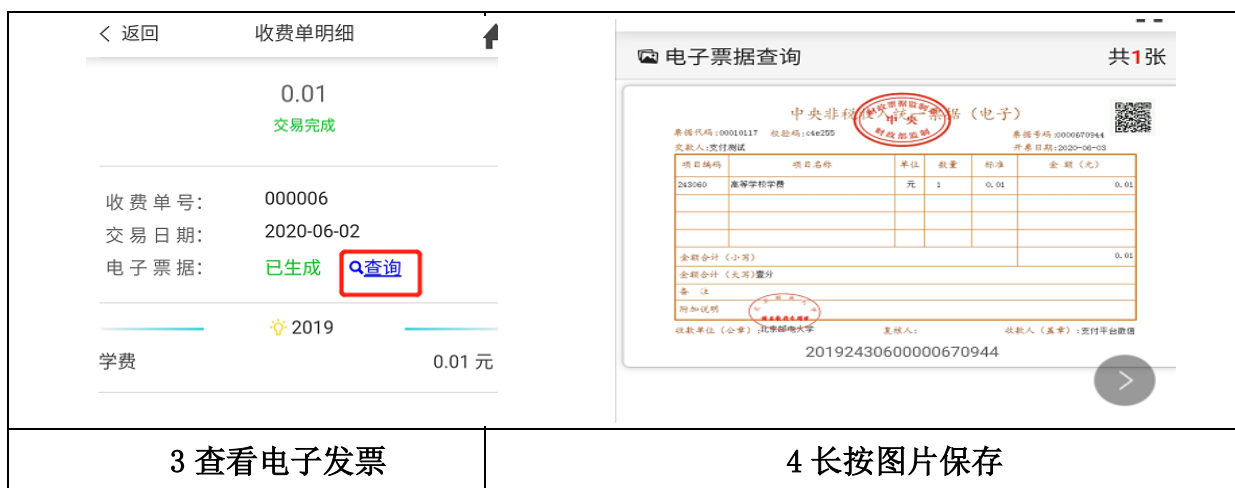 返回
收费单明细
0.01
交易完成
收费单号: 000006
交易日期: 2020-06-02
电子票据: 已生成 查询
2019
学费 0.01 元
3 查看电子发票
电子票据查询 共1张
中央非税收入统一票据（电子）
票据代码:00010117 校验码:c4e255 票据号码:0000670944
交款人:支付测试 开票日期:2020-06-03
项目编码 项目名称 单位 数量 标准 金 额（元）
243060 高等学校学费 元 1 0.01 0.01
金额合计（小写） 0.01
金额合计（大写)壹分
备 注
附加说明
收款单位（公章）:北京邮电大学 复核人: 收款人（盖章）:支付平台微信
20192430600000670944
4 长按图片保存